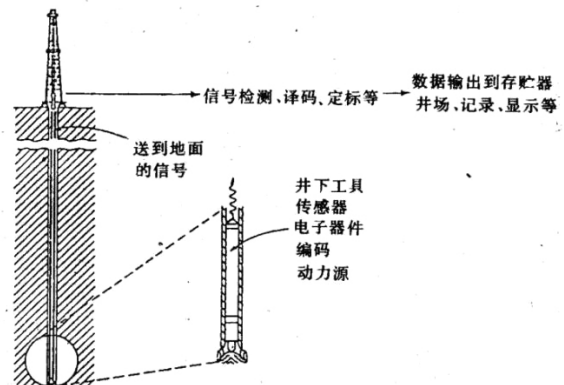 信号检测、译码、定标等
数据输出到存贮器
井场、记录、显示等
送到地面
的信号
井下工具
传感器
电子器件
编码
动力源